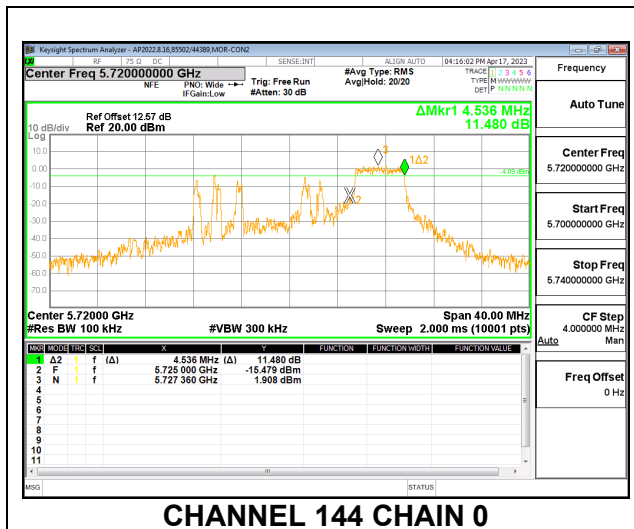 Keysight Spectrum Analyzer - AP2022.8.16,85502/44389,MOR-CON2
RF 75 Ω DC SENSE:INT ALIGN AUTO 04:16:02 PM Apr 17, 2023
Center Freq 5.720000000 GHz
NFE PNO: Wide IFGain:Low
Trig: Free Run
#Atten: 30 dB
#Avg Type: RMS
Avg|Hold: 20/20
TRACE 1 2 3 4 5 6
TYPE M W W W W W
DET P N N N N N
Frequency
Auto Tune
Center Freq
5.720000000 GHz
Start Freq
5.700000000 GHz
Stop Freq
5.740000000 GHz
CF Step
4.000000 MHz
Auto Man
Freq Offset
0 Hz
Ref Offset 12.57 dB
10 dB/div Ref 20.00 dBm
Log
ΔMkr1 4.536 MHz
11.480 dB
10.0
0.00
-10.0
-20.0
-30.0
-40.0
-50.0
-60.0
-70.0
3
1Δ2
2
Center 5.72000 GHz Span 40.00 MHz
#Res BW 100 kHz #VBW 300 kHz Sweep 2.000 ms (10001 pts)
MKR MODE TRC SCL X Y FUNCTION FUNCTION WIDTH FUNCTION VALUE
1 Δ2 1 f (Δ) 4.536 MHz (Δ) 11.480 dB
2 F 1 f 5.725 000 GHz -15.479 dBm
3 N 1 f 5.727 360 GHz 1.908 dBm
4
5
6
7
8
9
10
11
MSG STATUS
CHANNEL 144 CHAIN 0